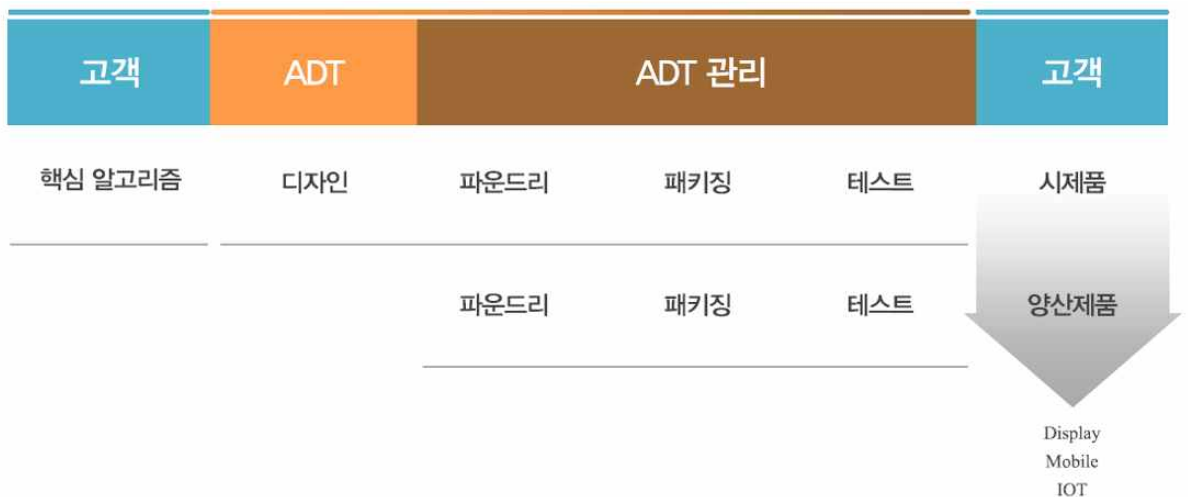 고객 ADT ADT 관리 고객
핵심 알고리즘 디자인 파운드리 패키징 테스트 시제품
파운드리 패키징 테스트 양산제품
Display
Mobile
IOT